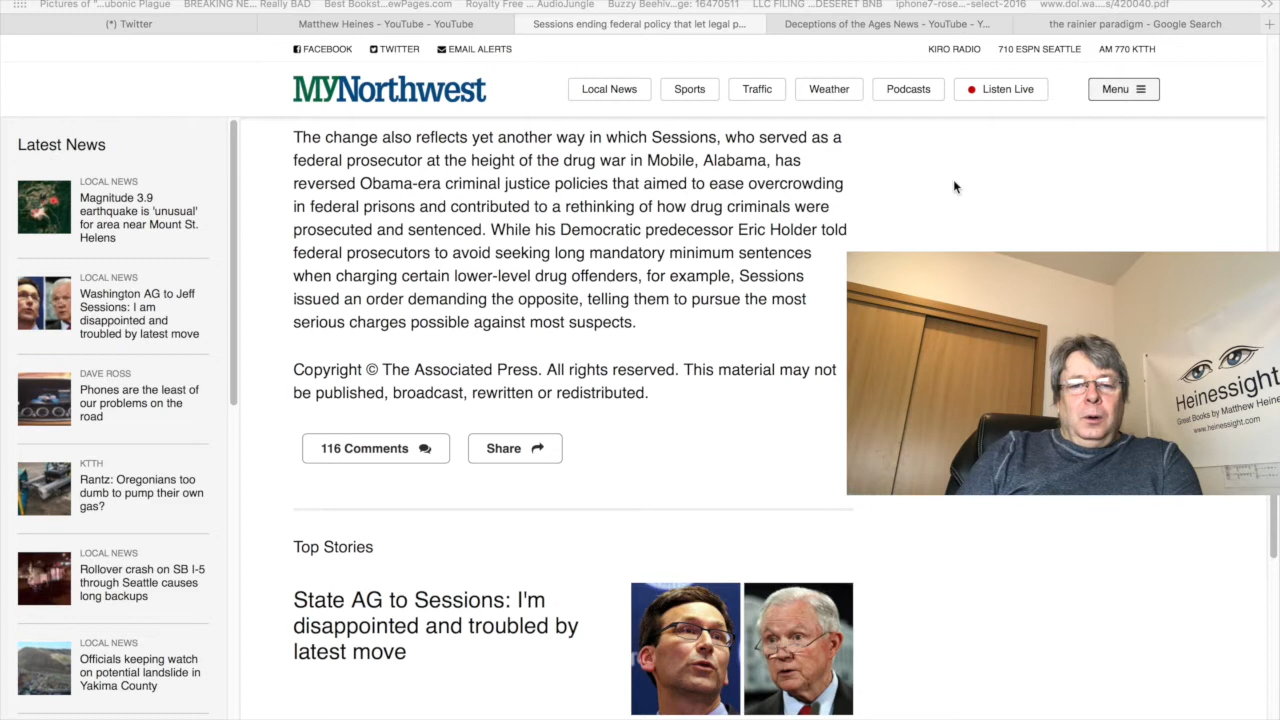 Pictures of ...ubonic Plague
BREAKING NE... Really BAD
Best Bookst...ewPages.com
Royalty Free ... AudioJungle
Buzzy Beehiv...ge: 16470511
LLC FILING ...DESERET BNB
iphone7-rose...-select-2016
www.dol.wa....s/420040.pdf
(*) Twitter
Matthew Heines - YouTube - YouTube
Sessions ending federal policy that let legal p...
Deceptions of the Ages News - YouTube - Y...
the rainier paradigm - Google Search
FACEBOOK
TWITTER
EMAIL ALERTS
KIRO RADIO
710 ESPN SEATTLE
AM 770 KTTH
MYNorthwest
Local News
Sports
Traffic
Weather
Podcasts
Listen Live
Menu
Latest News
LOCAL NEWS
Magnitude 3.9
earthquake is 'unusual'
for area near Mount St.
Helens
LOCAL NEWS
Washington AG to Jeff
Sessions: I am
disappointed and
troubled by latest move
DAVE ROSS
Phones are the least of
our problems on the
road
KTTH
Rantz: Oregonians too
dumb to pump their own
gas?
LOCAL NEWS
Rollover crash on SB I-5
through Seattle causes
long backups
LOCAL NEWS
Officials keeping watch
on potential landslide in
Yakima County
The change also reflects yet another way in which Sessions, who served as a
federal prosecutor at the height of the drug war in Mobile, Alabama, has
reversed Obama-era criminal justice policies that aimed to ease overcrowding
in federal prisons and contributed to a rethinking of how drug criminals were
prosecuted and sentenced. While his Democratic predecessor Eric Holder told
federal prosecutors to avoid seeking long mandatory minimum sentences
when charging certain lower-level drug offenders, for example, Sessions
issued an order demanding the opposite, telling them to pursue the most
serious charges possible against most suspects.
Copyright © The Associated Press. All rights reserved. This material may not
be published, broadcast, rewritten or redistributed.
116 Comments
Share
Top Stories
State AG to Sessions: I'm
disappointed and troubled by
latest move
Heinessight
Great Books by Matthew Heine
www.heinessight.com